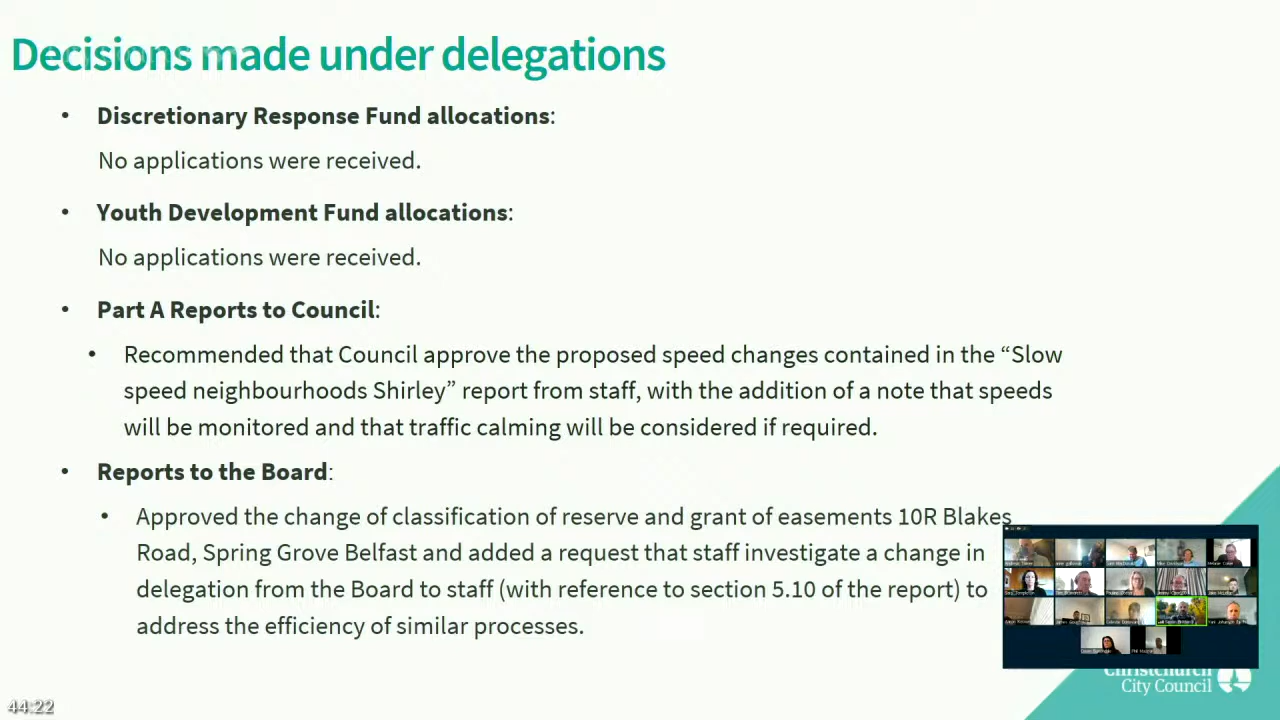 Decisions made under delegations
• Discretionary Response Fund allocations:
No applications were received.
• Youth Development Fund allocations:
No applications were received.
• Part A Reports to Council:
• Recommended that Council approve the proposed speed changes contained in the “Slow
speed neighbourhoods Shirley” report from staff, with the addition of a note that speeds
will be monitored and that traffic calming will be considered if required.
• Reports to the Board:
• Approved the change of classification of reserve and grant of easements 10R Blakes
Road, Spring Grove Belfast and added a request that staff investigate a change in
delegation from the Board to staff (with reference to section 5.10 of the report) to
address the efficiency of similar processes.
Christchurch
City Council
44:22